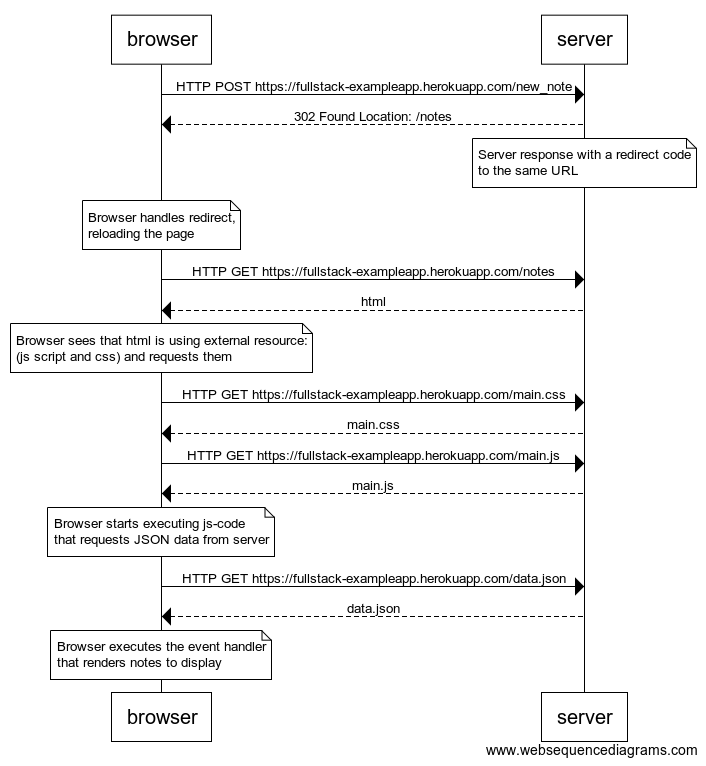 browser
server
HTTP POST https://fullstack-exampleapp.herokuapp.com/new_note
302 Found Location: /notes
Server response with a redirect code
to the same URL
Browser handles redirect,
reloading the page
HTTP GET https://fullstack-exampleapp.herokuapp.com/notes
html
Browser sees that html is using external resource:
(js script and css) and requests them
HTTP GET https://fullstack-exampleapp.herokuapp.com/main.css
main.css
HTTP GET https://fullstack-exampleapp.herokuapp.com/main.js
main.js
Browser starts executing js-code
that requests JSON data from server
HTTP GET https://fullstack-exampleapp.herokuapp.com/data.json
data.json
Browser executes the event handler
that renders notes to display
browser
server
www.websequencediagrams.com